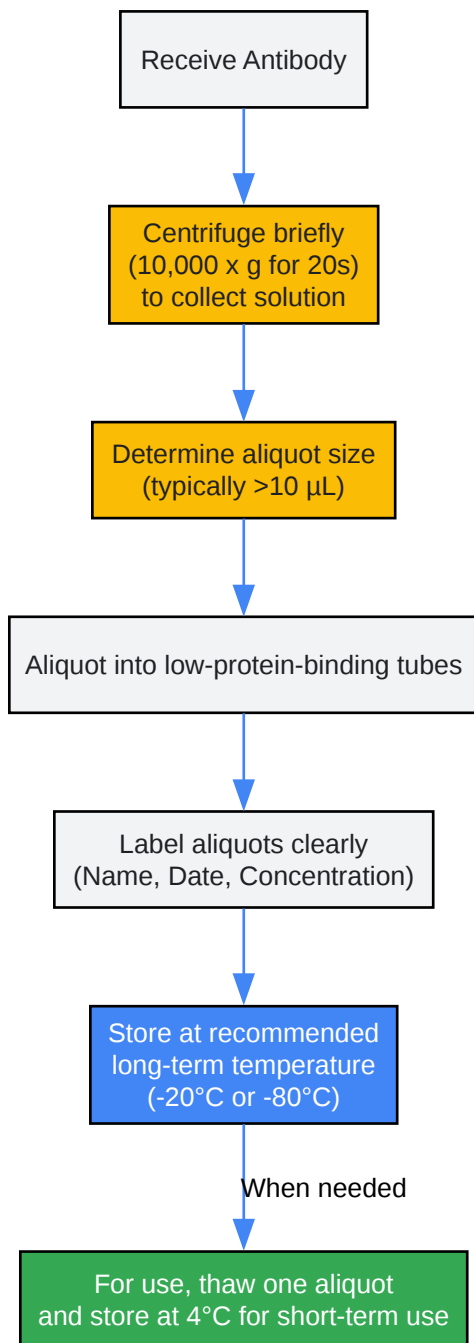 Receive Antibody
Centrifuge briefly
(10,000 x g for 20s)
to collect solution
Determine aliquot size
(typically >10 µL)
Aliquot into low-protein-binding tubes
Label aliquots clearly
(Name, Date, Concentration)
Store at recommended
long-term temperature
(-20°C or -80°C)
When needed
For use, thaw one aliquot
and store at 4°C for short-term use